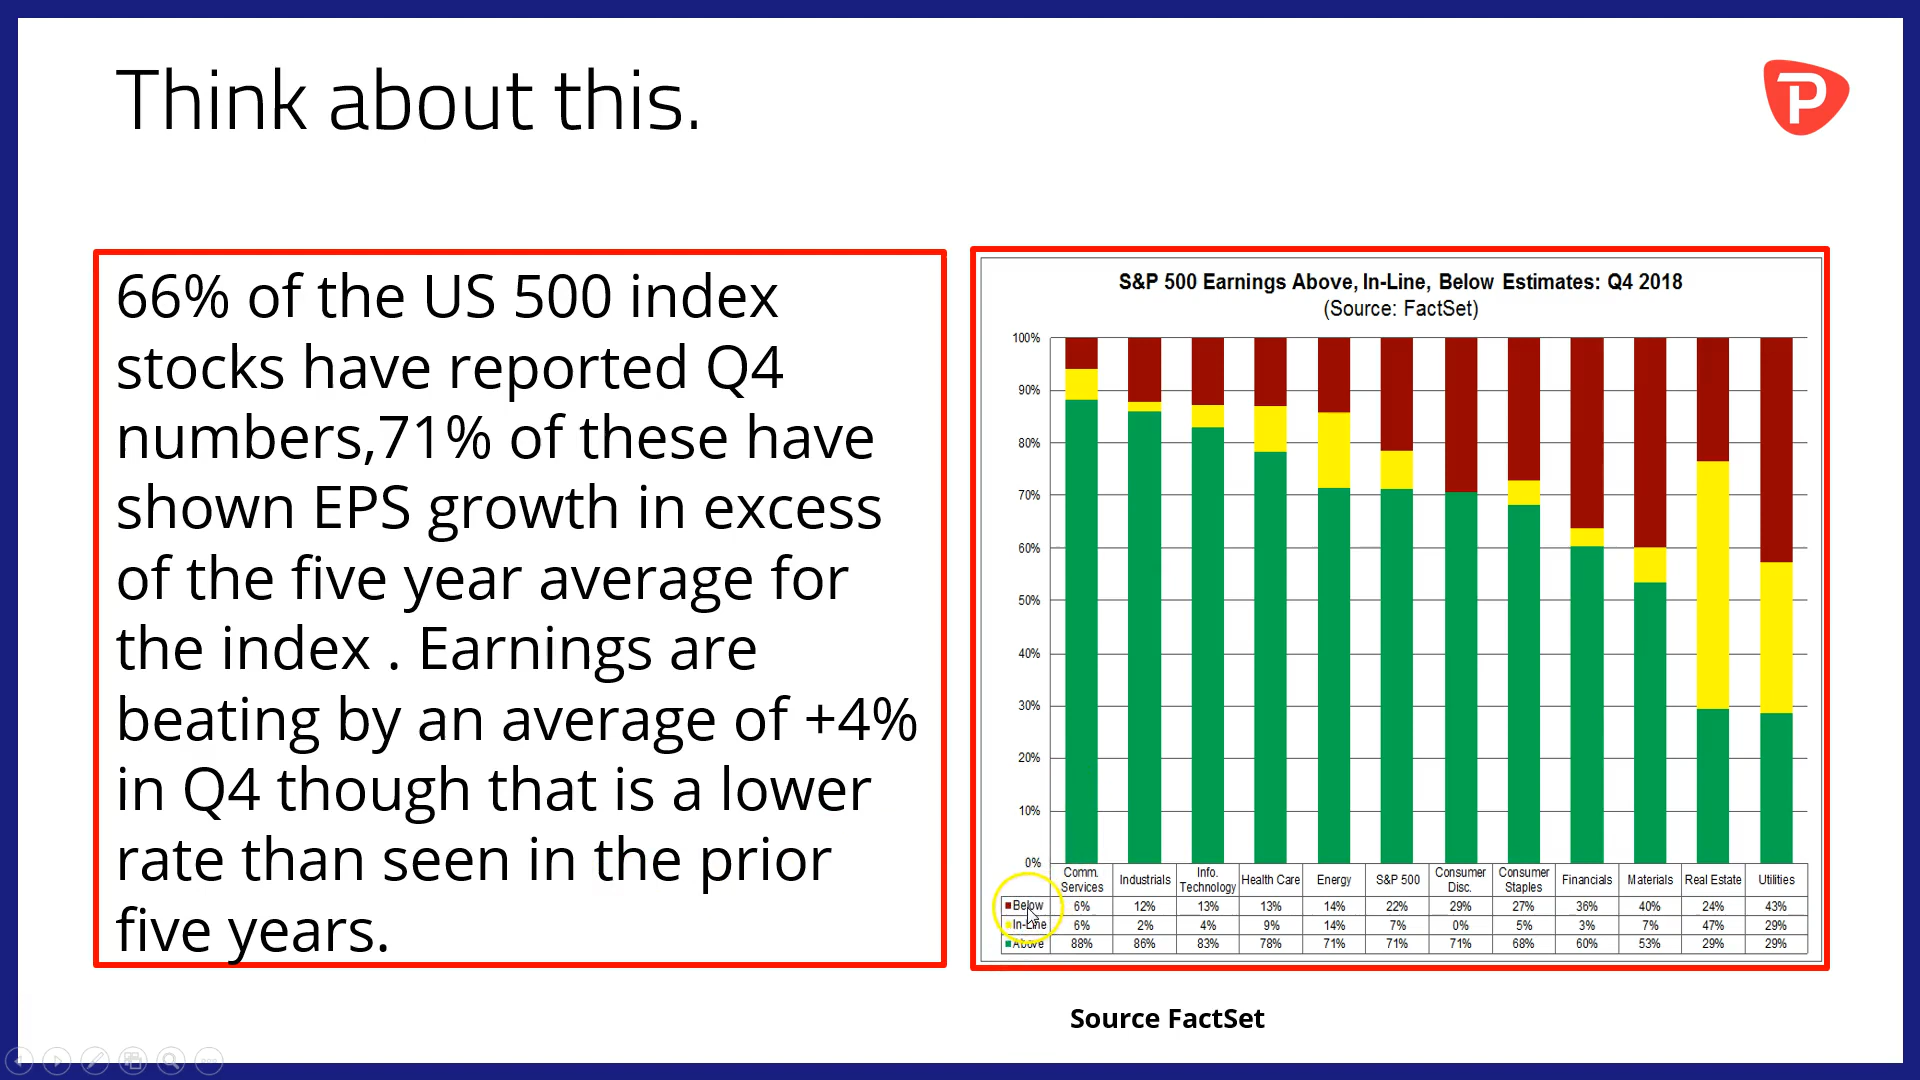 Think about this.
P
66% of the US 500 index
stocks have reported Q4
numbers,71% of these have
shown EPS growth in excess
of the five year average for
the index . Earnings are
beating by an average of +4%
in Q4 though that is a lower
rate than seen in the prior
five years.
S&P 500 Earnings Above, In-Line, Below Estimates: Q4 2018
(Source: FactSet)
100%
90%
80%
70%
60%
50%
40%
30%
20%
10%
0%
Comm. Services Industrials Info. Technology Health Care Energy S&P 500 Consumer Disc. Consumer Staples Financials Materials Real Estate Utilities
Below 6% 12% 13% 13% 14% 22% 29% 27% 36% 40% 24% 43%
In-Line 6% 2% 4% 9% 14% 7% 0% 5% 3% 7% 47% 29%
Above 88% 86% 83% 78% 71% 71% 71% 68% 60% 53% 29% 29%
Source FactSet